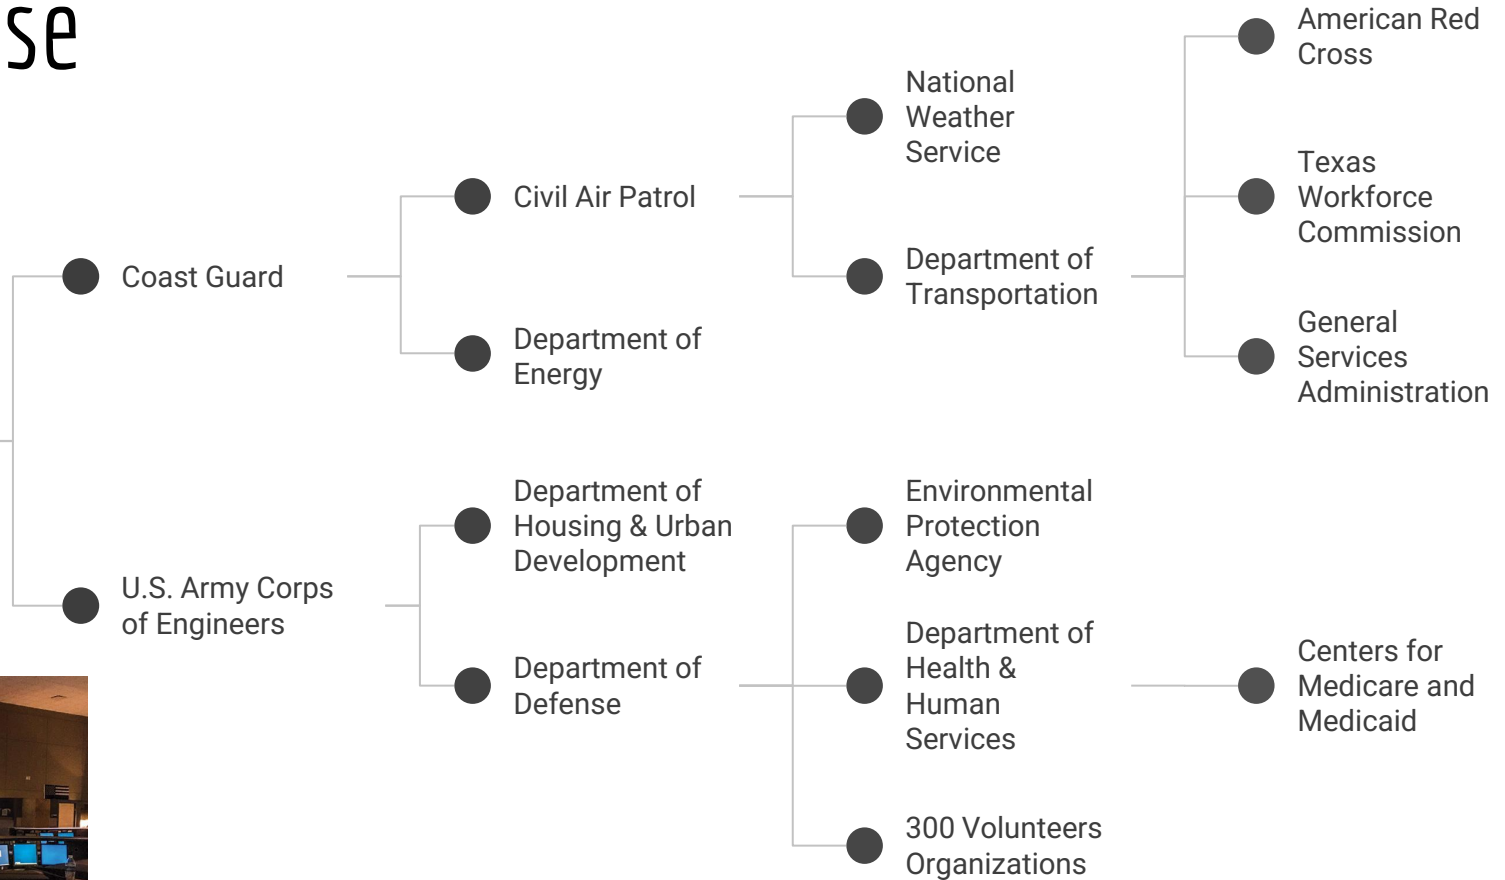 se
American Red
Cross
National
Weather
Service
Texas
Workforce
Commission
Civil Air Patrol
Department of
Transportation
Coast Guard
General
Services
Administration
Department of
Energy
Department of
Housing & Urban
Development
Environmental
Protection
Agency
U.S. Army Corps
of Engineers
Department of
Health &
Human
Services
Department of
Defense
Centers for
Medicare and
Medicaid
300 Volunteers
Organizations